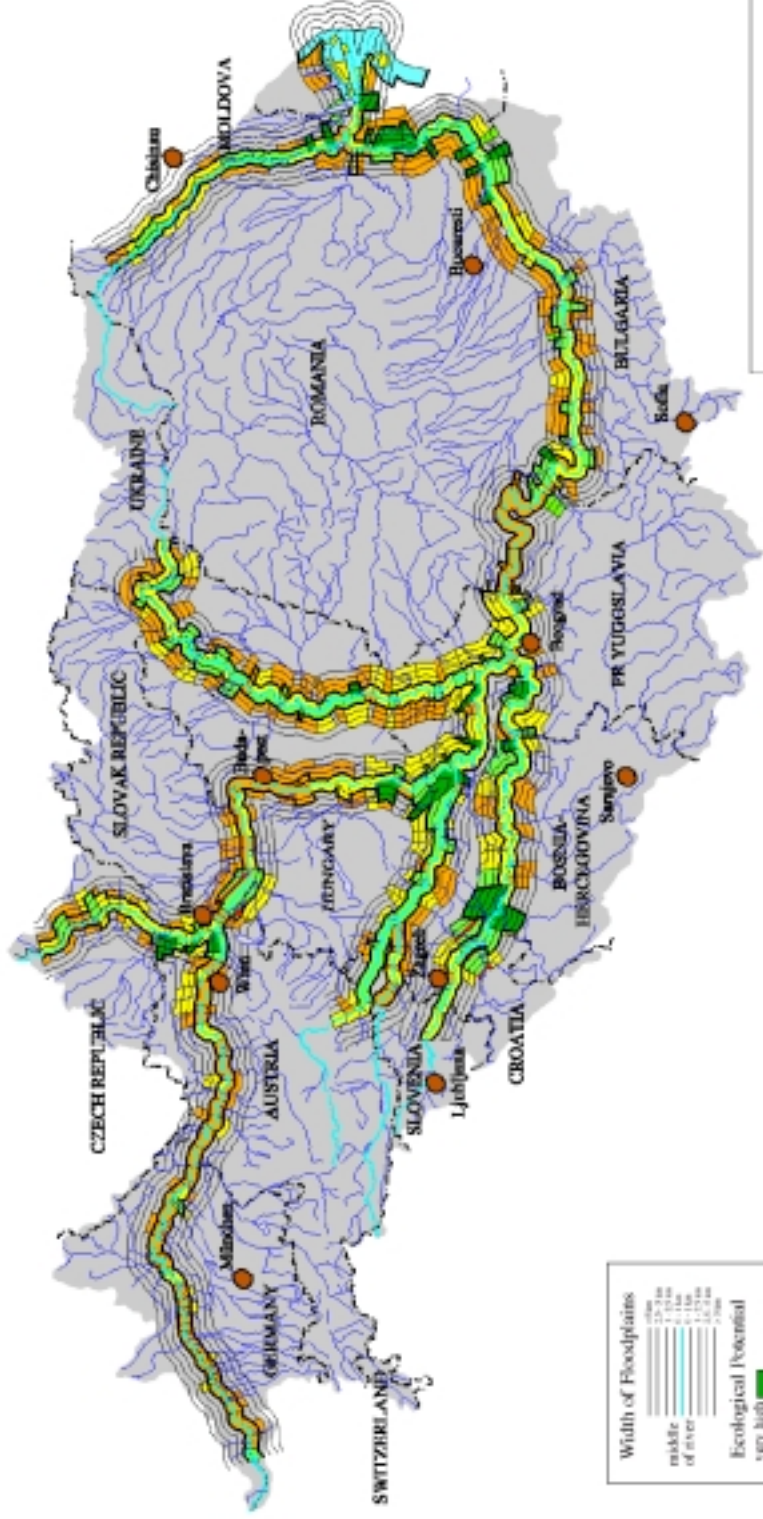 MOLDOVA
Chisinau
UKRAINE
ROMANIA
Bucaresti
BULGARIA
Sofia
SLOVAK REPUBLIC
Beograd
FR YUGOSLAVIA
Buda-
pest
HUNGARY
Bratislava
Sarajevo
BOSNIA-
HERCEGOVINA
CZECH REPUBLIC
Wien
Zagreb
AUSTRIA
SLOVENIA
Ljubljana
CROATIA
München
GERMANY
SWITZERLAND
Width of Floodplains
middle
of river
Ecological Potential
very high